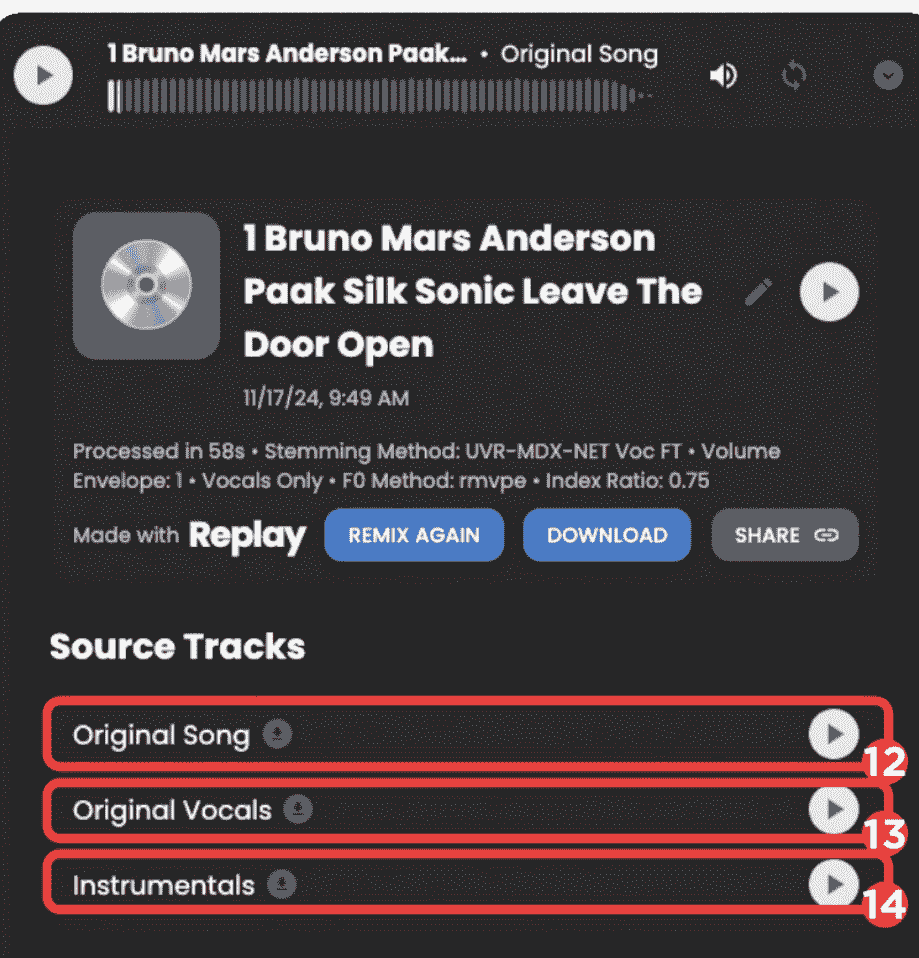 1 Bruno Mars Anderson Paak... • Original Song
1 Bruno Mars Anderson
Paak Silk Sonic Leave The
Door Open
11/17/24, 9:49 AM
Processed in 58s • Stemming Method: UVR-MDX-NET Voc FT • Volume
Envelope: 1 • Vocals Only • F0 Method: rmvpe • Index Ratio: 0.75
Made with Replay REMIX AGAIN DOWNLOAD SHARE
Source Tracks
Original Song
12
Original Vocals
13
Instrumentals
14